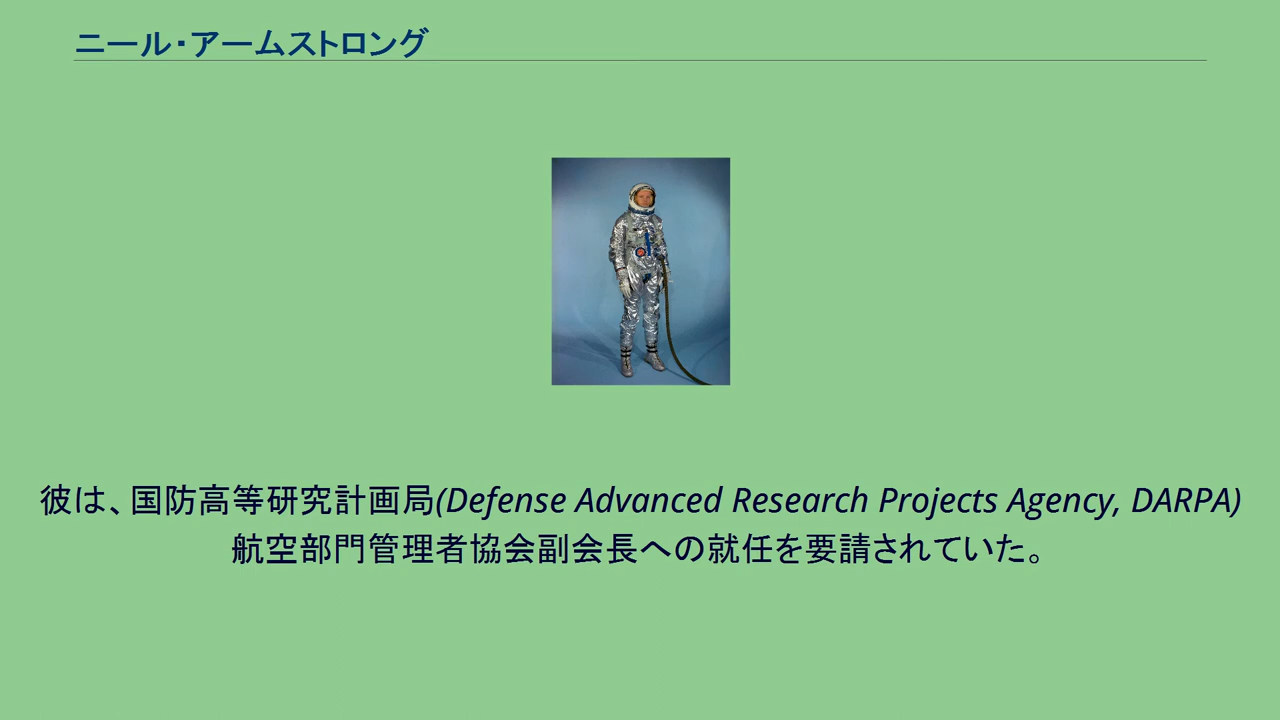 ニール・アームストロング
彼は、国防高等研究計画局(Defense Advanced Research Projects Agency, DARPA)
航空部門管理者協会副会長への就任を要請されていた。